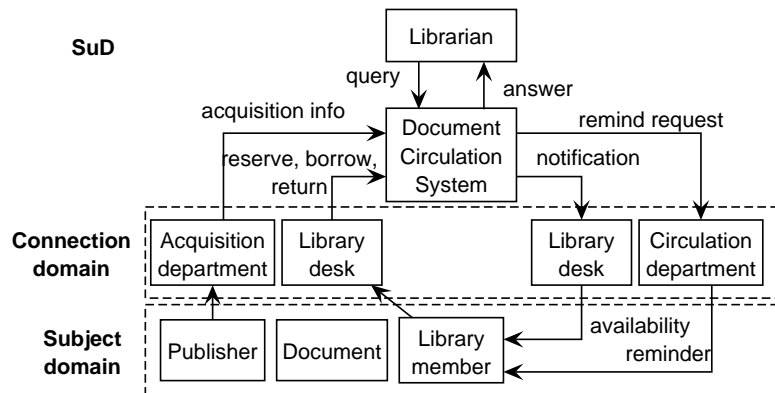 SuD
Librarian
query
answer
acquisition info
Document
Circulation
System
remind request
reserve, borrow,
return
notification
Connection
domain
Acquisition
department
Library
desk
Library
desk
Circulation
department
Subject
domain
Publisher
Document
Library
member
availability
reminder